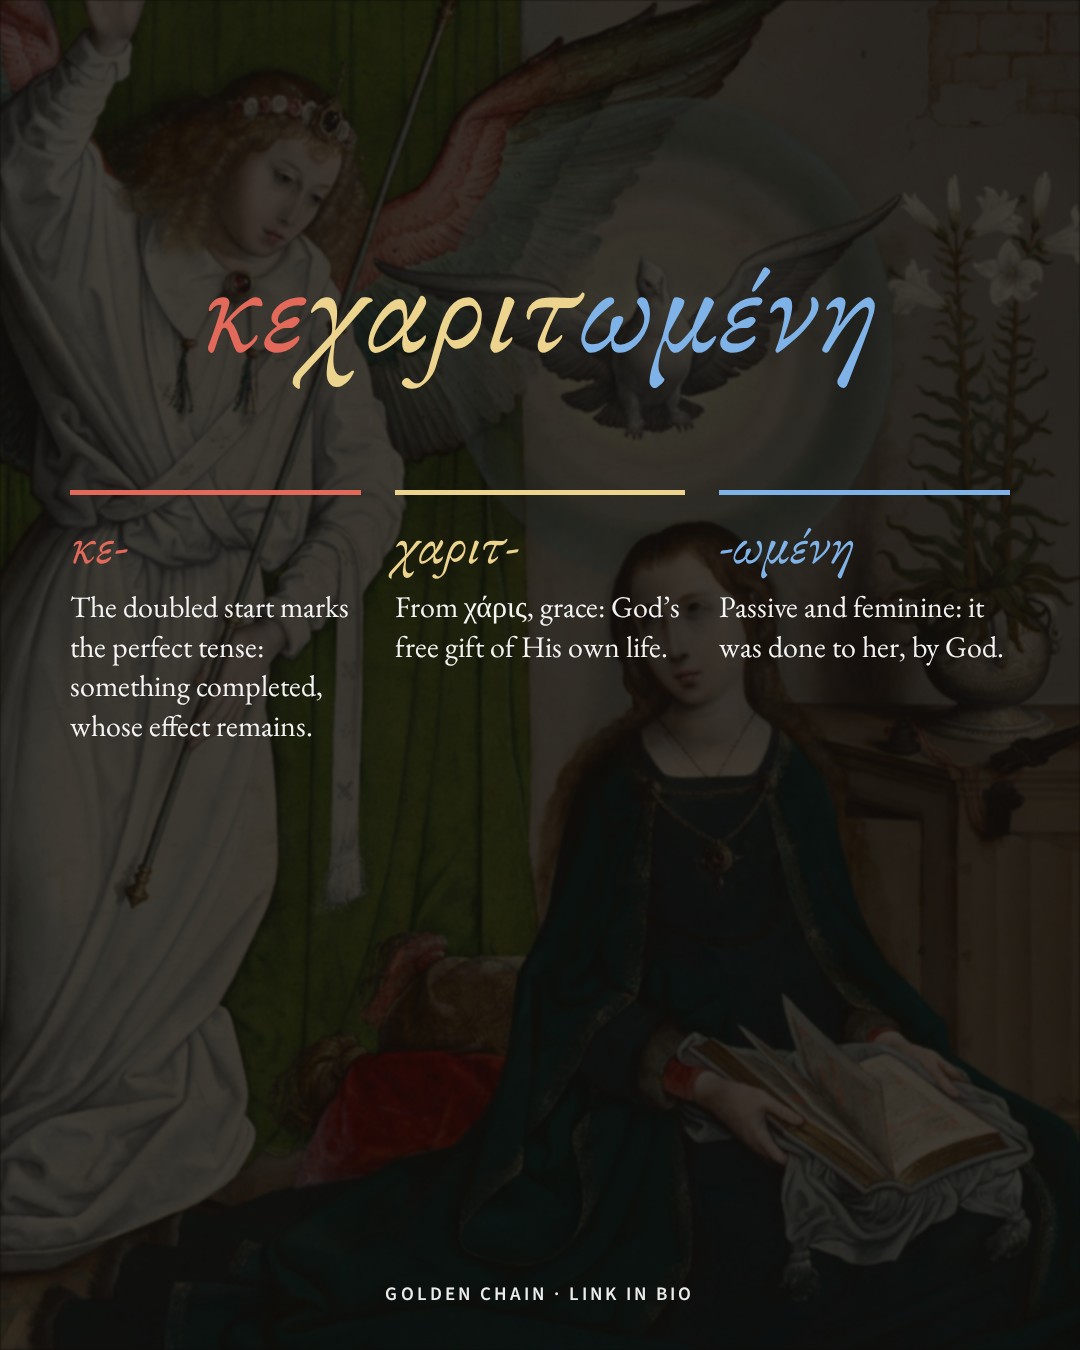 κεχαριτωμένη
κε-
The doubled start marks
the perfect tense:
something completed,
whose effect remains.
χαριτ-
From χάρις, grace: God’s
free gift of His own life.
-ωμένη
Passive and feminine: it
was done to her, by God.
GOLDEN CHAIN · LINK IN BIO